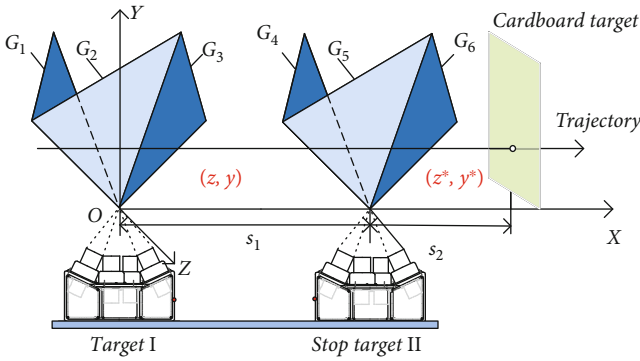 Y
Cardboard target
G1
G2
G3
G4
G5
G6
Trajectory
(z, y)
(z*, y*)
O
X
s1
s2
Z
Target I
Stop target II